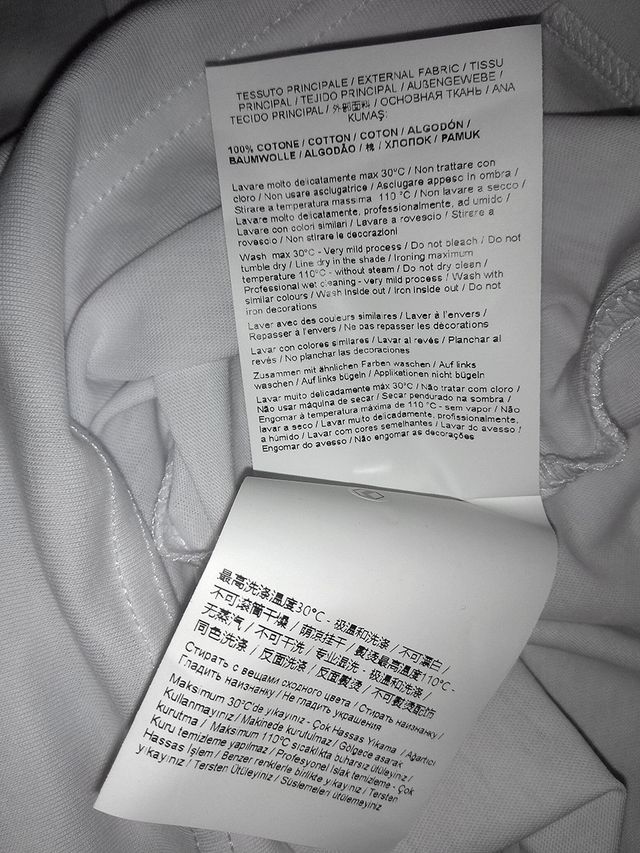 TESSUTO PRINCIPALE / EXTERNAL FABRIC / TISSU
PRINCIPAL / TEJIDO PRINCIPAL / AUßENGEWEBE /
TECIDO PRINCIPAL / 外部面料 / ОСНОВНАЯ ТКАНЬ / ANA
KUMAŞ:
100% COTONE / COTTON / COTON / ALGODÓN /
BAUMWOLLE / ALGODÃO / 棉 / ХЛОПОК / PAMUK
Lavare molto delicatamente max 30°C / Non trattare con
cloro / Non usare asciugatrice / Asciugare appeso in ombra /
Stirare a temperatura massima 110 °C / Non lavare a secco /
Lavare molto delicatamente, professionalmente, ad umido /
Lavare con colori similari / Lavare a rovescio / Stirare a
rovescio / Non stirare le decorazioni
Wash max 30°C - Very mild process / Do not bleach / Do not
tumble dry / Line dry in the shade / Ironing maximum
temperature 110°C - without steam / Do not dry clean /
Professional wet cleaning - very mild process / Wash with
similar colours / Wash inside out / Iron inside out / Do not
iron decorations
Laver avec des couleurs similaires / Laver à l'envers /
Repasser à l'envers / Ne pas repasser les décorations
Lavar con colores similares / Lavar al revés / Planchar al
revés / No planchar las decoraciones
Zusammen mit ähnlichen Farben waschen / Auf links
waschen / Auf links bügeln / Applikationen nicht bügeln
Lavar muito delicadamente máx 30°C / Não tratar com cloro /
Não usar máquina de secar / Secar pendurado na sombra /
Engomar à temperatura máxima de 110 °C - sem vapor / Não
lavar a seco / Lavar muito delicadamente, profissionalmente,
a húmido / Lavar com cores semelhantes / Lavar do avesso /
Engomar do avesso / Não engomar as decorações
最高洗涤温度30°C - 极温和洗涤 / 不可漂白 /
不可滚筒干燥 / 荫凉挂干 / 熨烫最高温度110°C -
无蒸汽 / 不可干洗 / 专业湿洗 - 极温和洗涤 /
同色洗涤 / 反面洗涤 / 反面熨烫 / 不可熨烫配饰
Стирать с вещами сходного цвета / Стирать наизнанку /
Гладить наизнанку / Не гладить украшения
Maksimum 30°C'de yıkayınız - Çok Hassas Yıkama / Ağartıcı
Kullanmayınız / Makinede kurutulmaz / Gölgede asarak
kurutma / Maksimum 110°C sıcaklıkta buharsız ütüleyiniz /
Kuru temizleme yapılmaz / Profesyonel Islak temizleme - Çok
Hassas İşlem / Benzer renklerle birlikte yıkayınız / Tersten
yıkayınız / Tersten Ütüleyiniz / Süslemeleri ütülemeyiniz